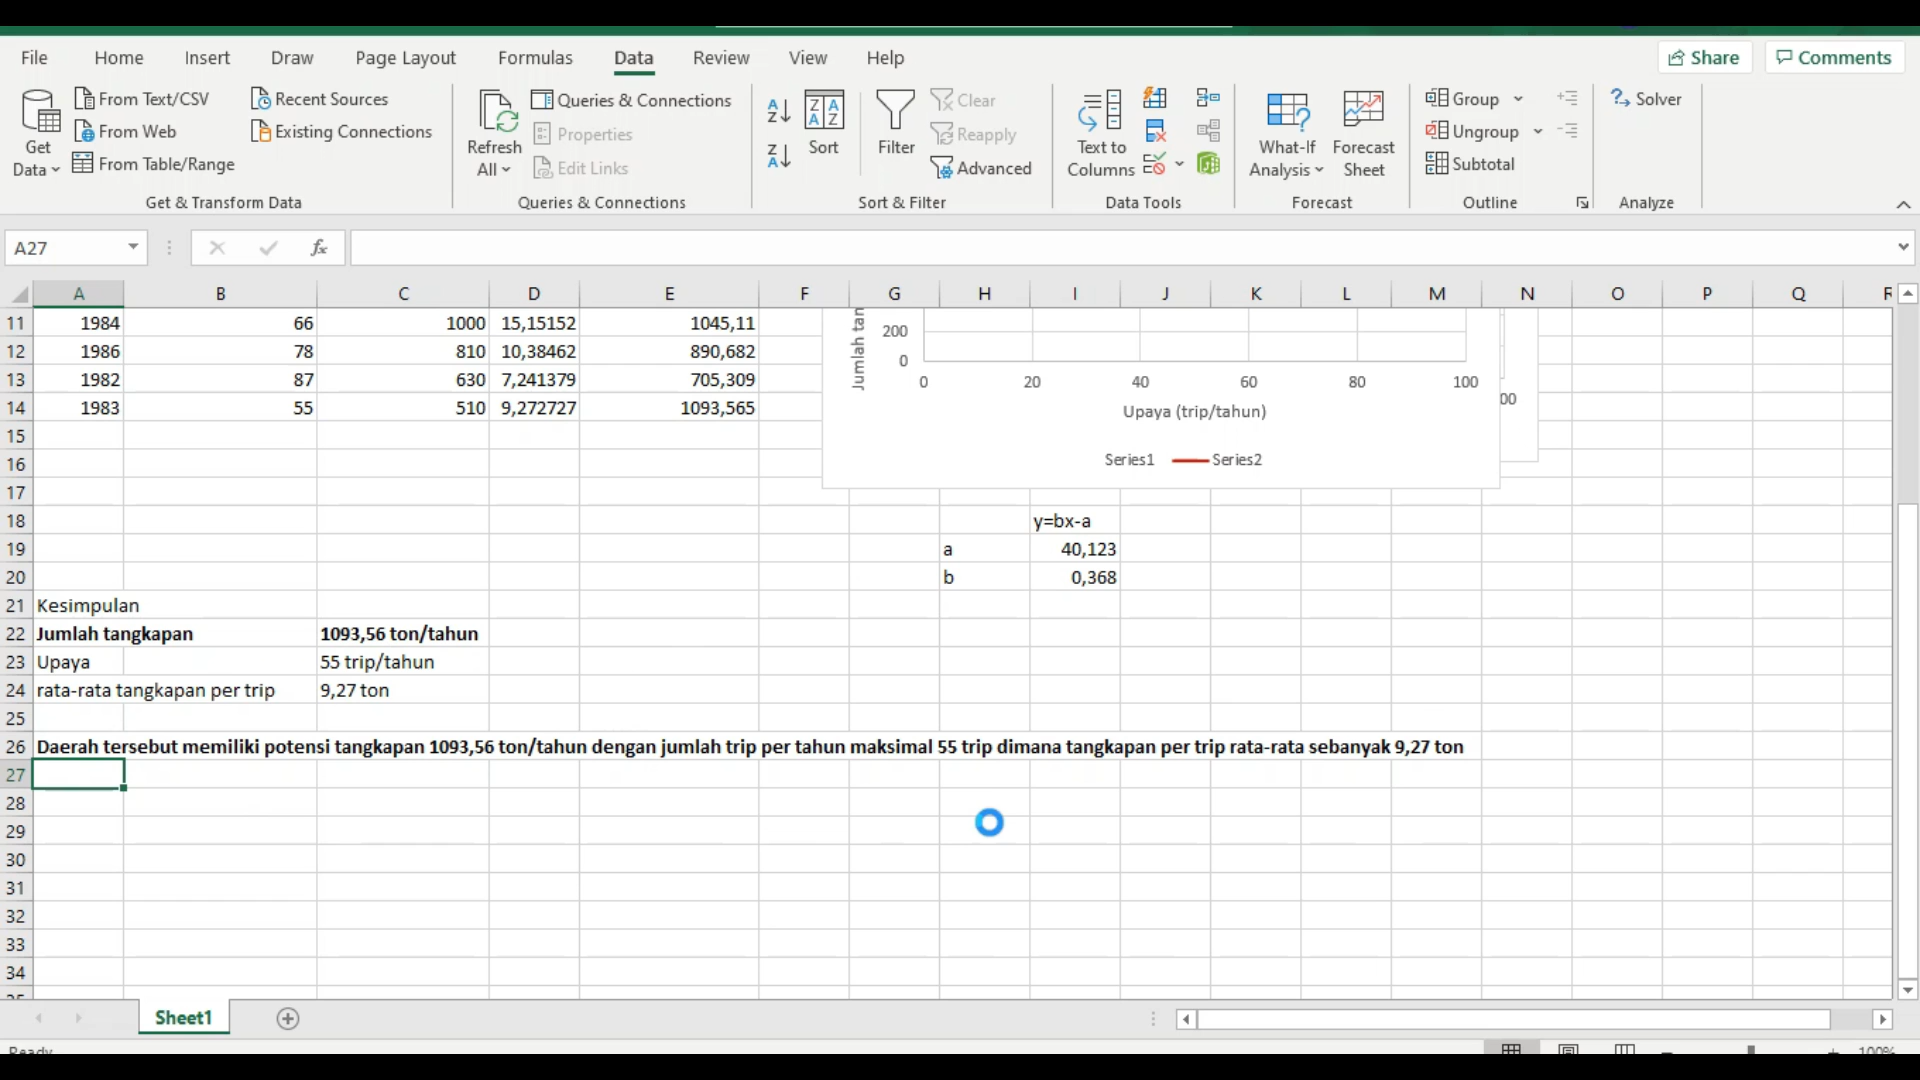 File Home Insert Draw Page Layout Formulas Data Review View Help Share Comments
Get Data
From Text/CSV
From Web
From Table/Range
Recent Sources
Existing Connections
Get & Transform Data
Refresh All
Queries & Connections
Properties
Edit Links
Queries & Connections
Sort
Filter
Clear
Reapply
Advanced
Sort & Filter
Text to Columns
Data Tools
What-If Analysis
Forecast Sheet
Forecast
Group
Ungroup
Subtotal
Outline
Solver
Analyze
A27 fx
A B C D E F G H I J K L M N O P Q R
11 1984 66 1000 15,15152 1045,11
12 1986 78 810 10,38462 890,682
13 1982 87 630 7,241379 705,309
14 1983 55 510 9,272727 1093,565
Jumlah tan
200
0
0 20 40 60 80 100
00
Upaya (trip/tahun)
Series1 Series2
15
16
17
18 y=bx-a
19 a 40,123
20 b 0,368
21 Kesimpulan
22 Jumlah tangkapan 1093,56 ton/tahun
23 Upaya 55 trip/tahun
24 rata-rata tangkapan per trip 9,27 ton
25
26 Daerah tersebut memiliki potensi tangkapan 1093,56 ton/tahun dengan jumlah trip per tahun maksimal 55 trip dimana tangkapan per trip rata-rata sebanyak 9,27 ton
27
28
29
30
31
32
33
34
35
Sheet1
Ready 100%